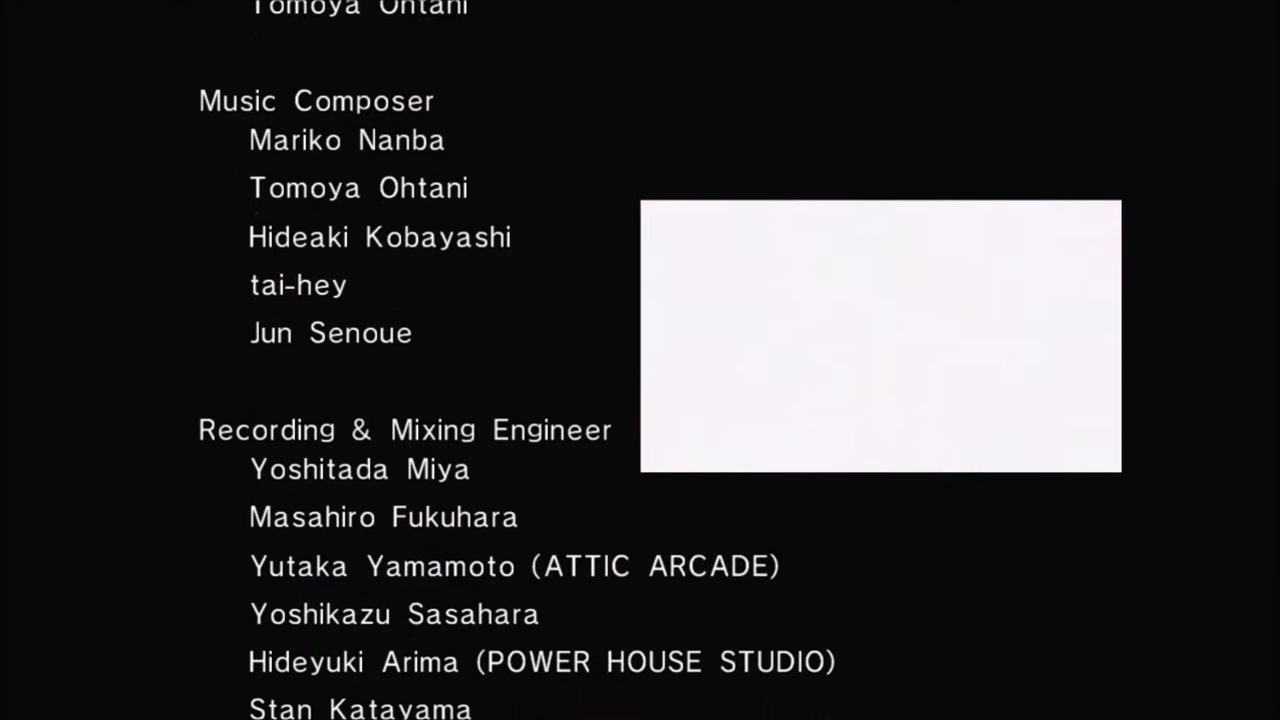 Tomoya Ohtani
Music Composer
Mariko Nanba
Tomoya Ohtani
Hideaki Kobayashi
tai-hey
Jun Senoue
Recording & Mixing Engineer
Yoshitada Miya
Masahiro Fukuhara
Yutaka Yamamoto (ATTIC ARCADE)
Yoshikazu Sasahara
Hideyuki Arima (POWER HOUSE STUDIO)
Stan Katayama